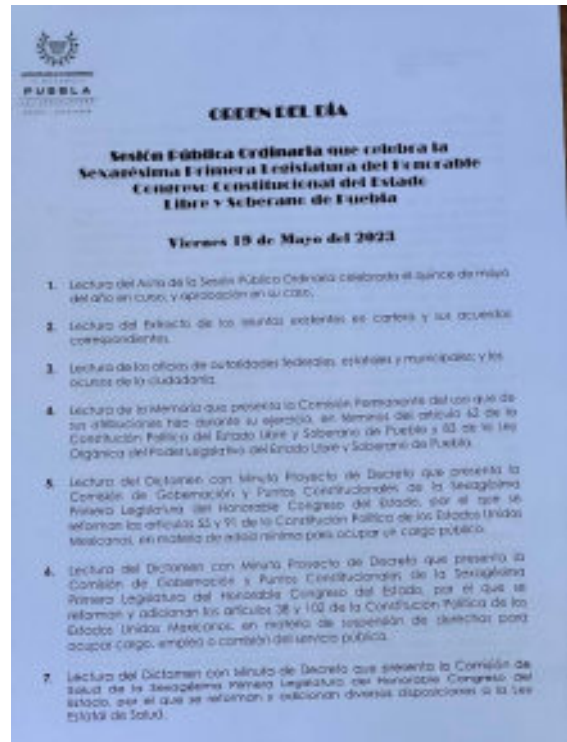 PUEBLA
ORDEN DEL DÍA
Sesión Pública Ordinaria que celebra la
Sexagésima Primera Legislatura del Honorable
Congreso Constitucional del Estado
Libre y Soberano de Puebla
Viernes 19 de Mayo del 2023
1. Lectura del Acta de la Sesión Pública Ordinaria celebrada el quince de mayo
del año en curso, y aprobación en su caso.
2. Lectura del Extracto de los asuntos existentes en cartera y sus acuerdos
correspondientes.
3. Lectura de los oficios de autoridades federales, estatales y municipales; y los
ocursos de la ciudadanía.
4. Lectura de la Memoria que presenta la Comisión Permanente del uso que de
sus atribuciones hizo durante su ejercicio, en términos del artículo 62 de la
Constitución Política del Estado Libre y Soberano de Puebla y 83 de la Ley
Orgánica del Poder Legislativo del Estado Libre y Soberano de Puebla.
5. Lectura del Dictamen con Minuta Proyecto de Decreto que presenta la
Comisión de Gobernación y Puntos Constitucionales de la Sexagésima
Primera Legislatura del Honorable Congreso del Estado, por el que se
reforman los artículos 55 y 91 de la Constitución Política de los Estados Unidos
Mexicanos, en materia de edad mínima para ocupar un cargo público.
6. Lectura del Dictamen con Minuta Proyecto de Decreto que presenta la
Comisión de Gobernación y Puntos Constitucionales de la Sexagésima
Primera Legislatura del Honorable Congreso del Estado, por el que se
reforman y adicionan los artículos 38 y 102 de la Constitución Política de los
Estados Unidos Mexicanos, en materia de suspensión de derechos para
ocupar cargo, empleo o comisión del servicio público.
7. Lectura del Dictamen con Minuta de Decreto que presenta la Comisión de
Salud de la Sexagésima Primera Legislatura del Honorable Congreso del
Estado, por el que se reforman y adicionan diversas disposiciones a la Ley
Estatal de Salud.